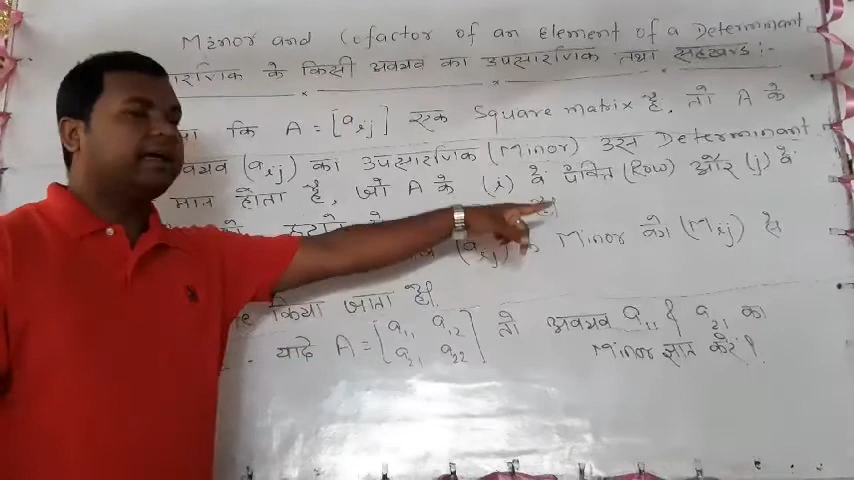 Minor and Cofactor of an Element of a Determinant
सारणिक के किसी अवयव का उपसारणिक तथा सहखंड :-
कि A = [aij] एक Square matrix है, तो A के
अवयव (aij) का उपसारणिक (Minor) उस Determinant
मान होता है, जो A के (i) वें पंक्ति (Row) और (j) वें
को हटाने से है।
(aij) के Minor को (Mij) से
किया जाता है।
यदि A = [a11 a12 तो अवयव a11 & a21 का
a21 a22] Minor ज्ञात करें।